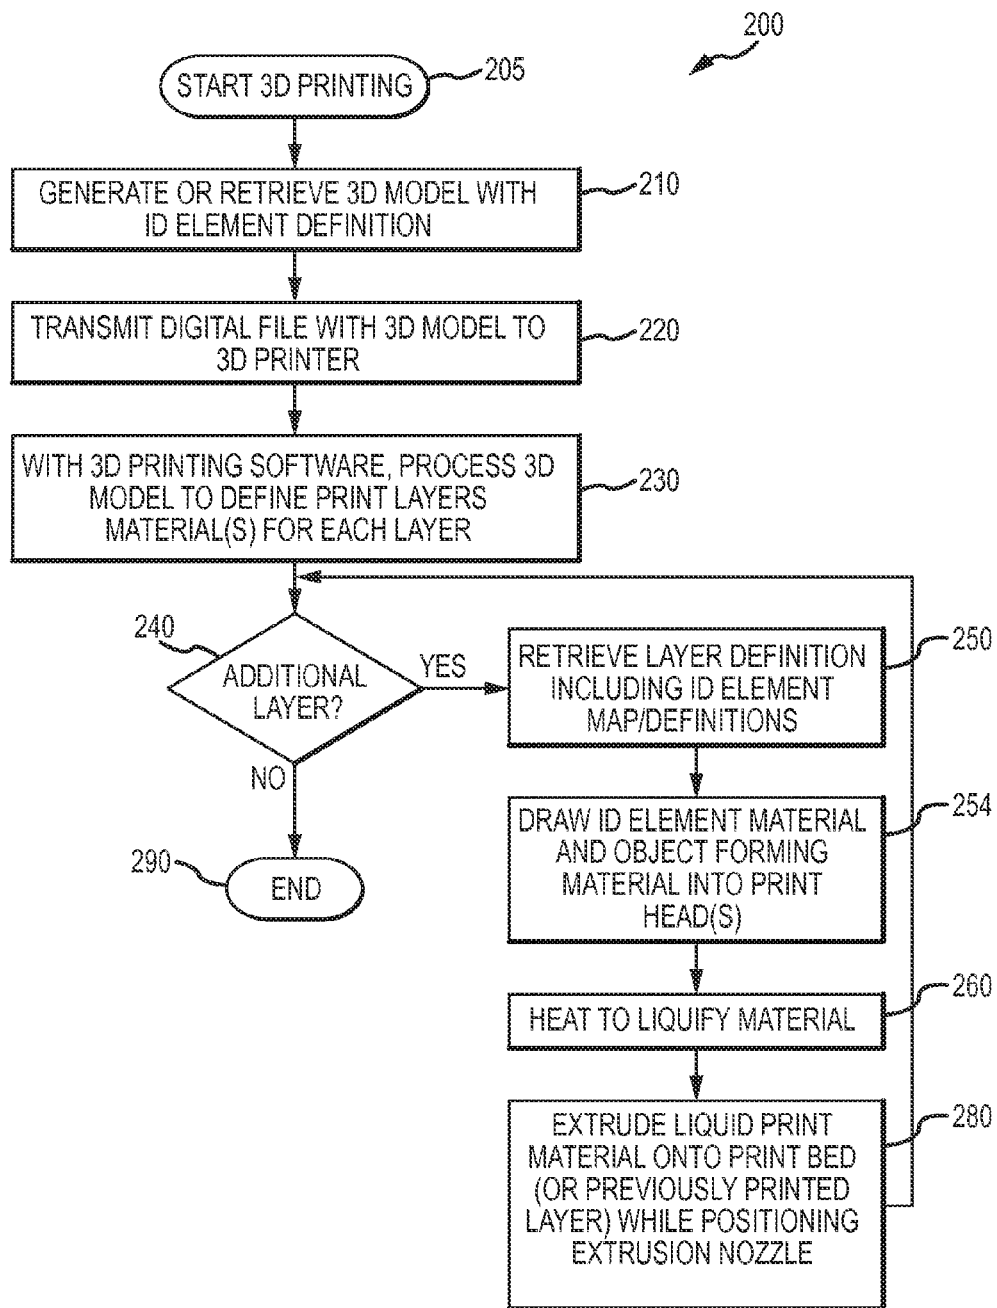 200
START 3D PRINTING
205
GENERATE OR RETRIEVE 3D MODEL WITH
ID ELEMENT DEFINITION
210
TRANSMIT DIGITAL FILE WITH 3D MODEL TO
3D PRINTER
220
WITH 3D PRINTING SOFTWARE, PROCESS 3D
MODEL TO DEFINE PRINT LAYERS
MATERIAL(S) FOR EACH LAYER
230
240
ADDITIONAL
LAYER?
YES
NO
290
END
RETRIEVE LAYER DEFINITION
INCLUDING ID ELEMENT
MAP/DEFINITIONS
250
DRAW ID ELEMENT MATERIAL
AND OBJECT FORMING
MATERIAL INTO PRINT
HEAD(S)
254
HEAT TO LIQUIFY MATERIAL
260
EXTRUDE LIQUID PRINT
MATERIAL ONTO PRINT BED
(OR PREVIOUSLY PRINTED
LAYER) WHILE POSITIONING
EXTRUSION NOZZLE
280